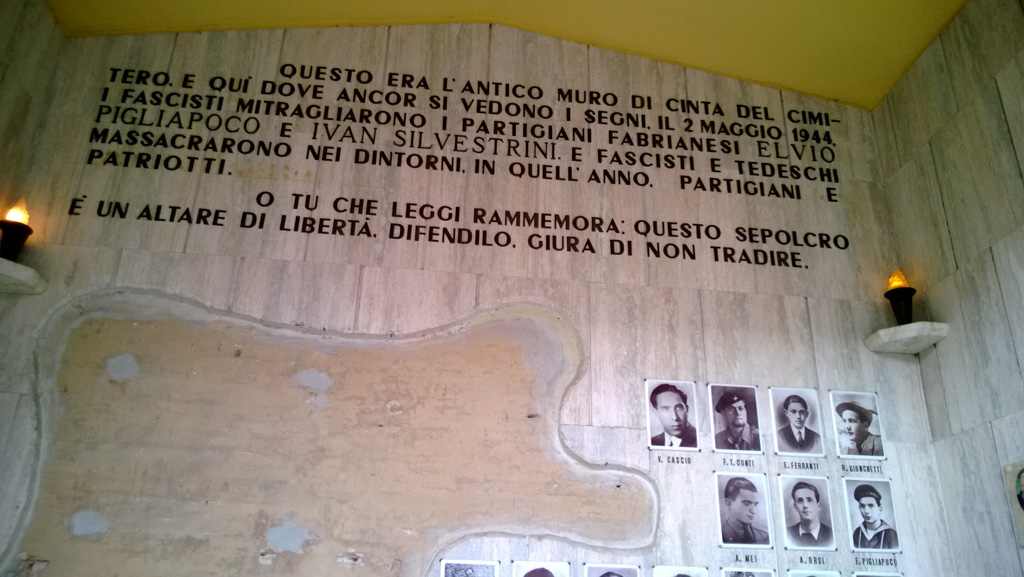 QUESTO ERA L'ANTICO MURO DI CINTA DEL CIMI-
TERO. E QUÌ DOVE ANCOR SI VEDONO I SEGNI, IL 2 MAGGIO 1944,
I FASCISTI MITRAGLIARONO I PARTIGIANI FABRIANESI ELVIO
PIGLIAPOCO E IVAN SILVESTRINI. E FASCISTI E TEDESCHI
MASSACRARONO NEI DINTORNI, IN QUELL'ANNO, PARTIGIANI E
PATRIOTTI.
O TU CHE LEGGI RAMMEMORA: QUESTO SEPOLCRO
È UN ALTARE DI LIBERTÀ. DIFENDILO. GIURA DI NON TRADIRE.
V. CASCIO
F. I. CONTI
E. FERRANTI
G. GIONCHETTI
A. MEI
A. ORSI
E. PIGLIAPOCO